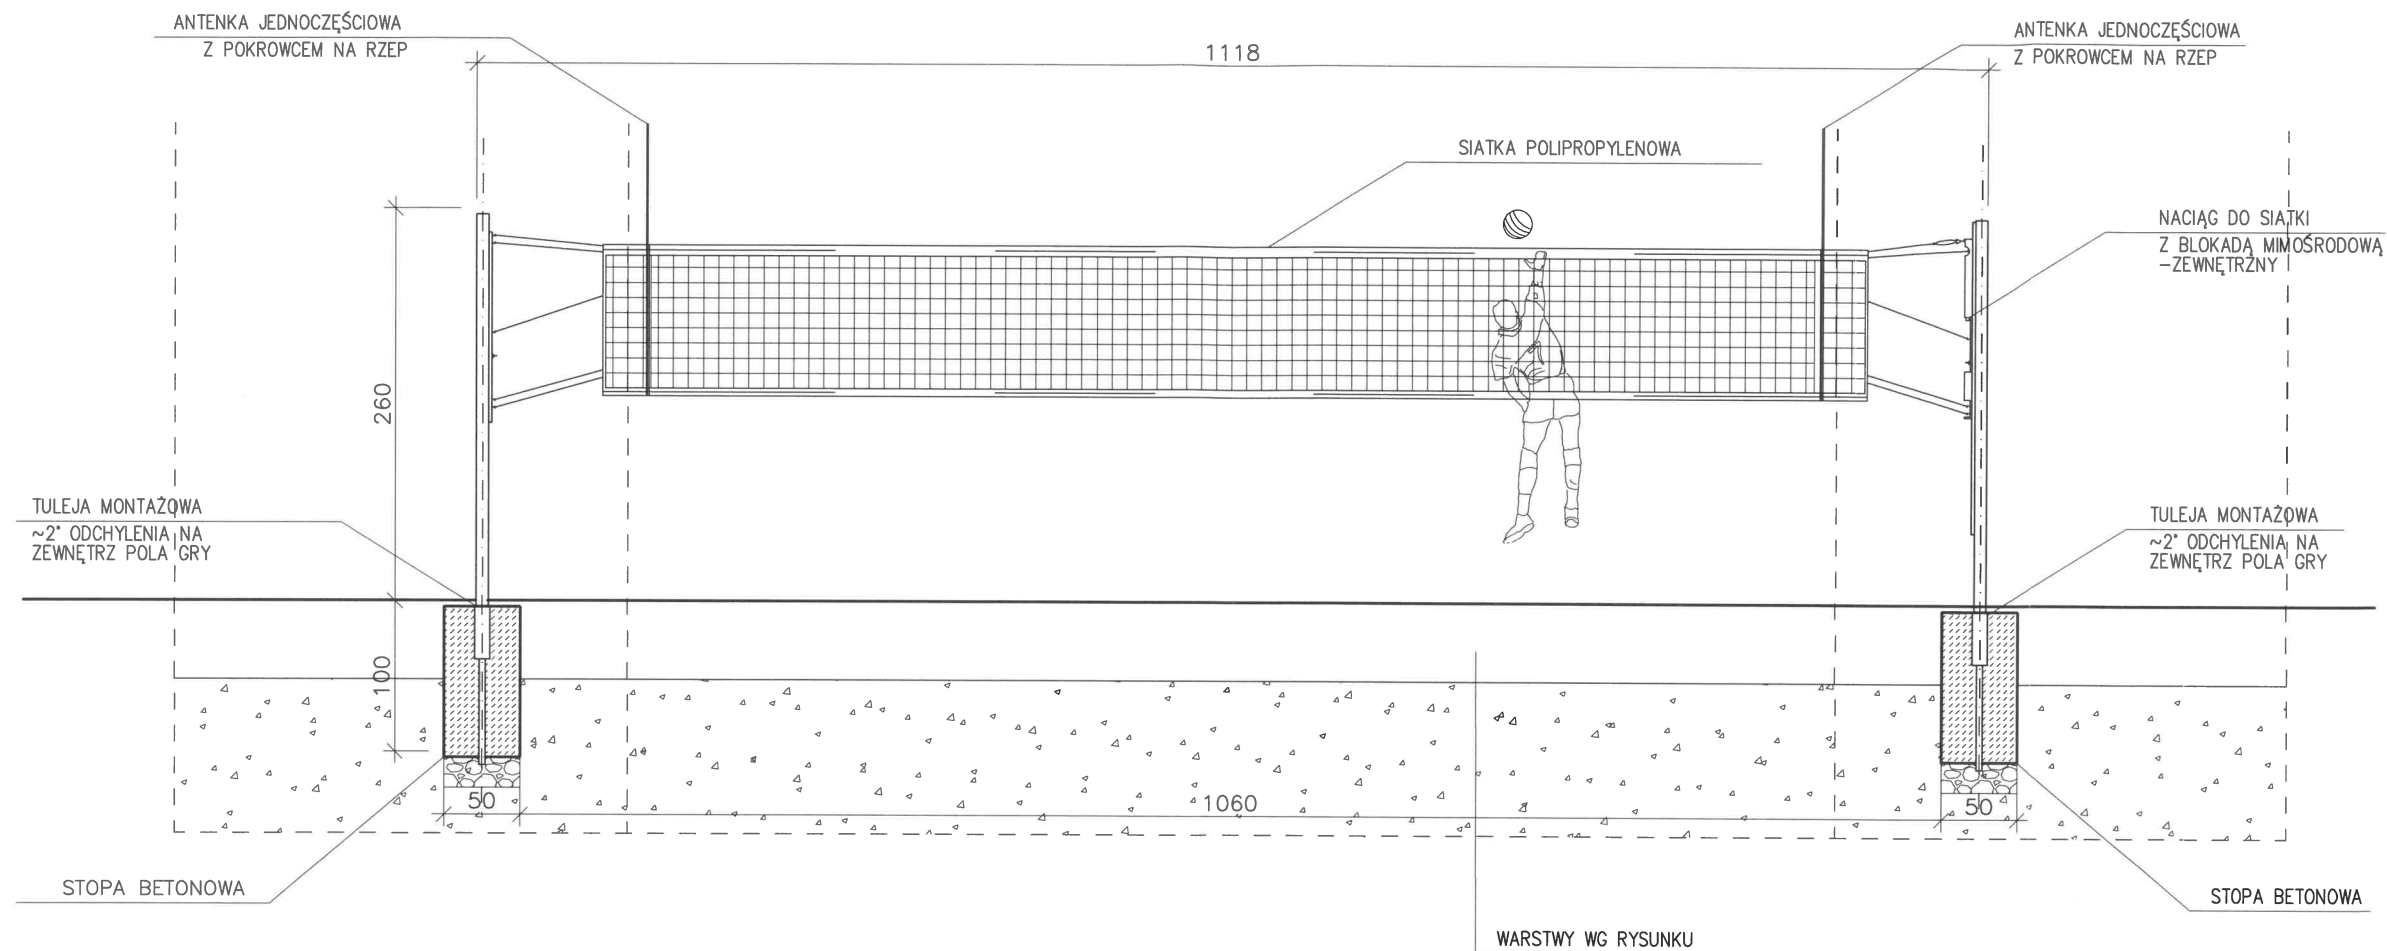 ANTENKA JEDNOCZĘŚCIOWA
Z POKROWCEM NA RZEP
1118
ANTENKA JEDNOCZĘŚCIOWA
Z POKROWCEM NA RZEP
SIATKA POLIPROPYLENOWA
NACIĄG DO SIATKI
Z BLOKADĄ MIMOŚRODOWĄ
-ZEWNĘTRZNY
260
TULEJA MONTAŻOWA
~2° ODCHYLENIA NA
ZEWNĘTRZ POLA GRY
TULEJA MONTAŻOWA
~2° ODCHYLENIA NA
ZEWNĘTRZ POLA GRY
100
50
1060
50
STOPA BETONOWA
STOPA BETONOWA
WARSTWY WG RYSUNKU